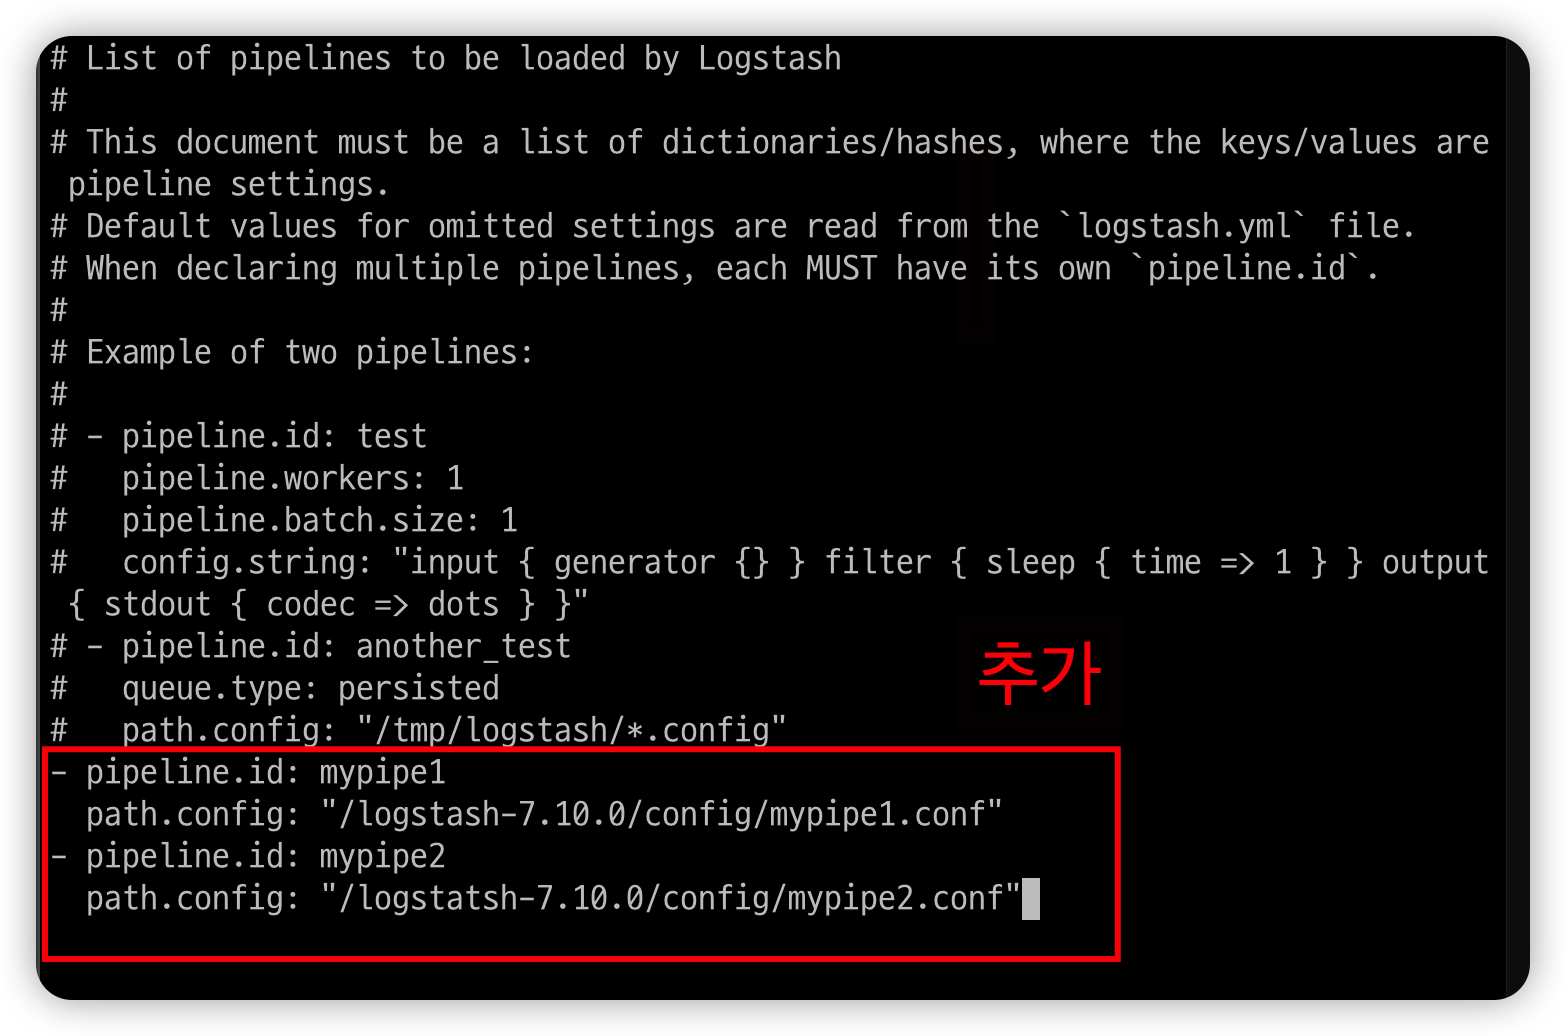 # List of pipelines to be loaded by Logstash
#
# This document must be a list of dictionaries/hashes, where the keys/values are
 pipeline settings.
# Default values for omitted settings are read from the `logstash.yml` file.
# When declaring multiple pipelines, each MUST have its own `pipeline.id`.
#
# Example of two pipelines:
#
# - pipeline.id: test
#   pipeline.workers: 1
#   pipeline.batch.size: 1
#   config.string: "input { generator {} } filter { sleep { time => 1 } } output
 { stdout { codec => dots } }"
# - pipeline.id: another_test
#   queue.type: persisted
추가
#   path.config: "/tmp/logstash/*.config"
- pipeline.id: mypipe1
  path.config: "/logstash-7.10.0/config/mypipe1.conf"
- pipeline.id: mypipe2
  path.config: "/logstatsh-7.10.0/config/mypipe2.conf"